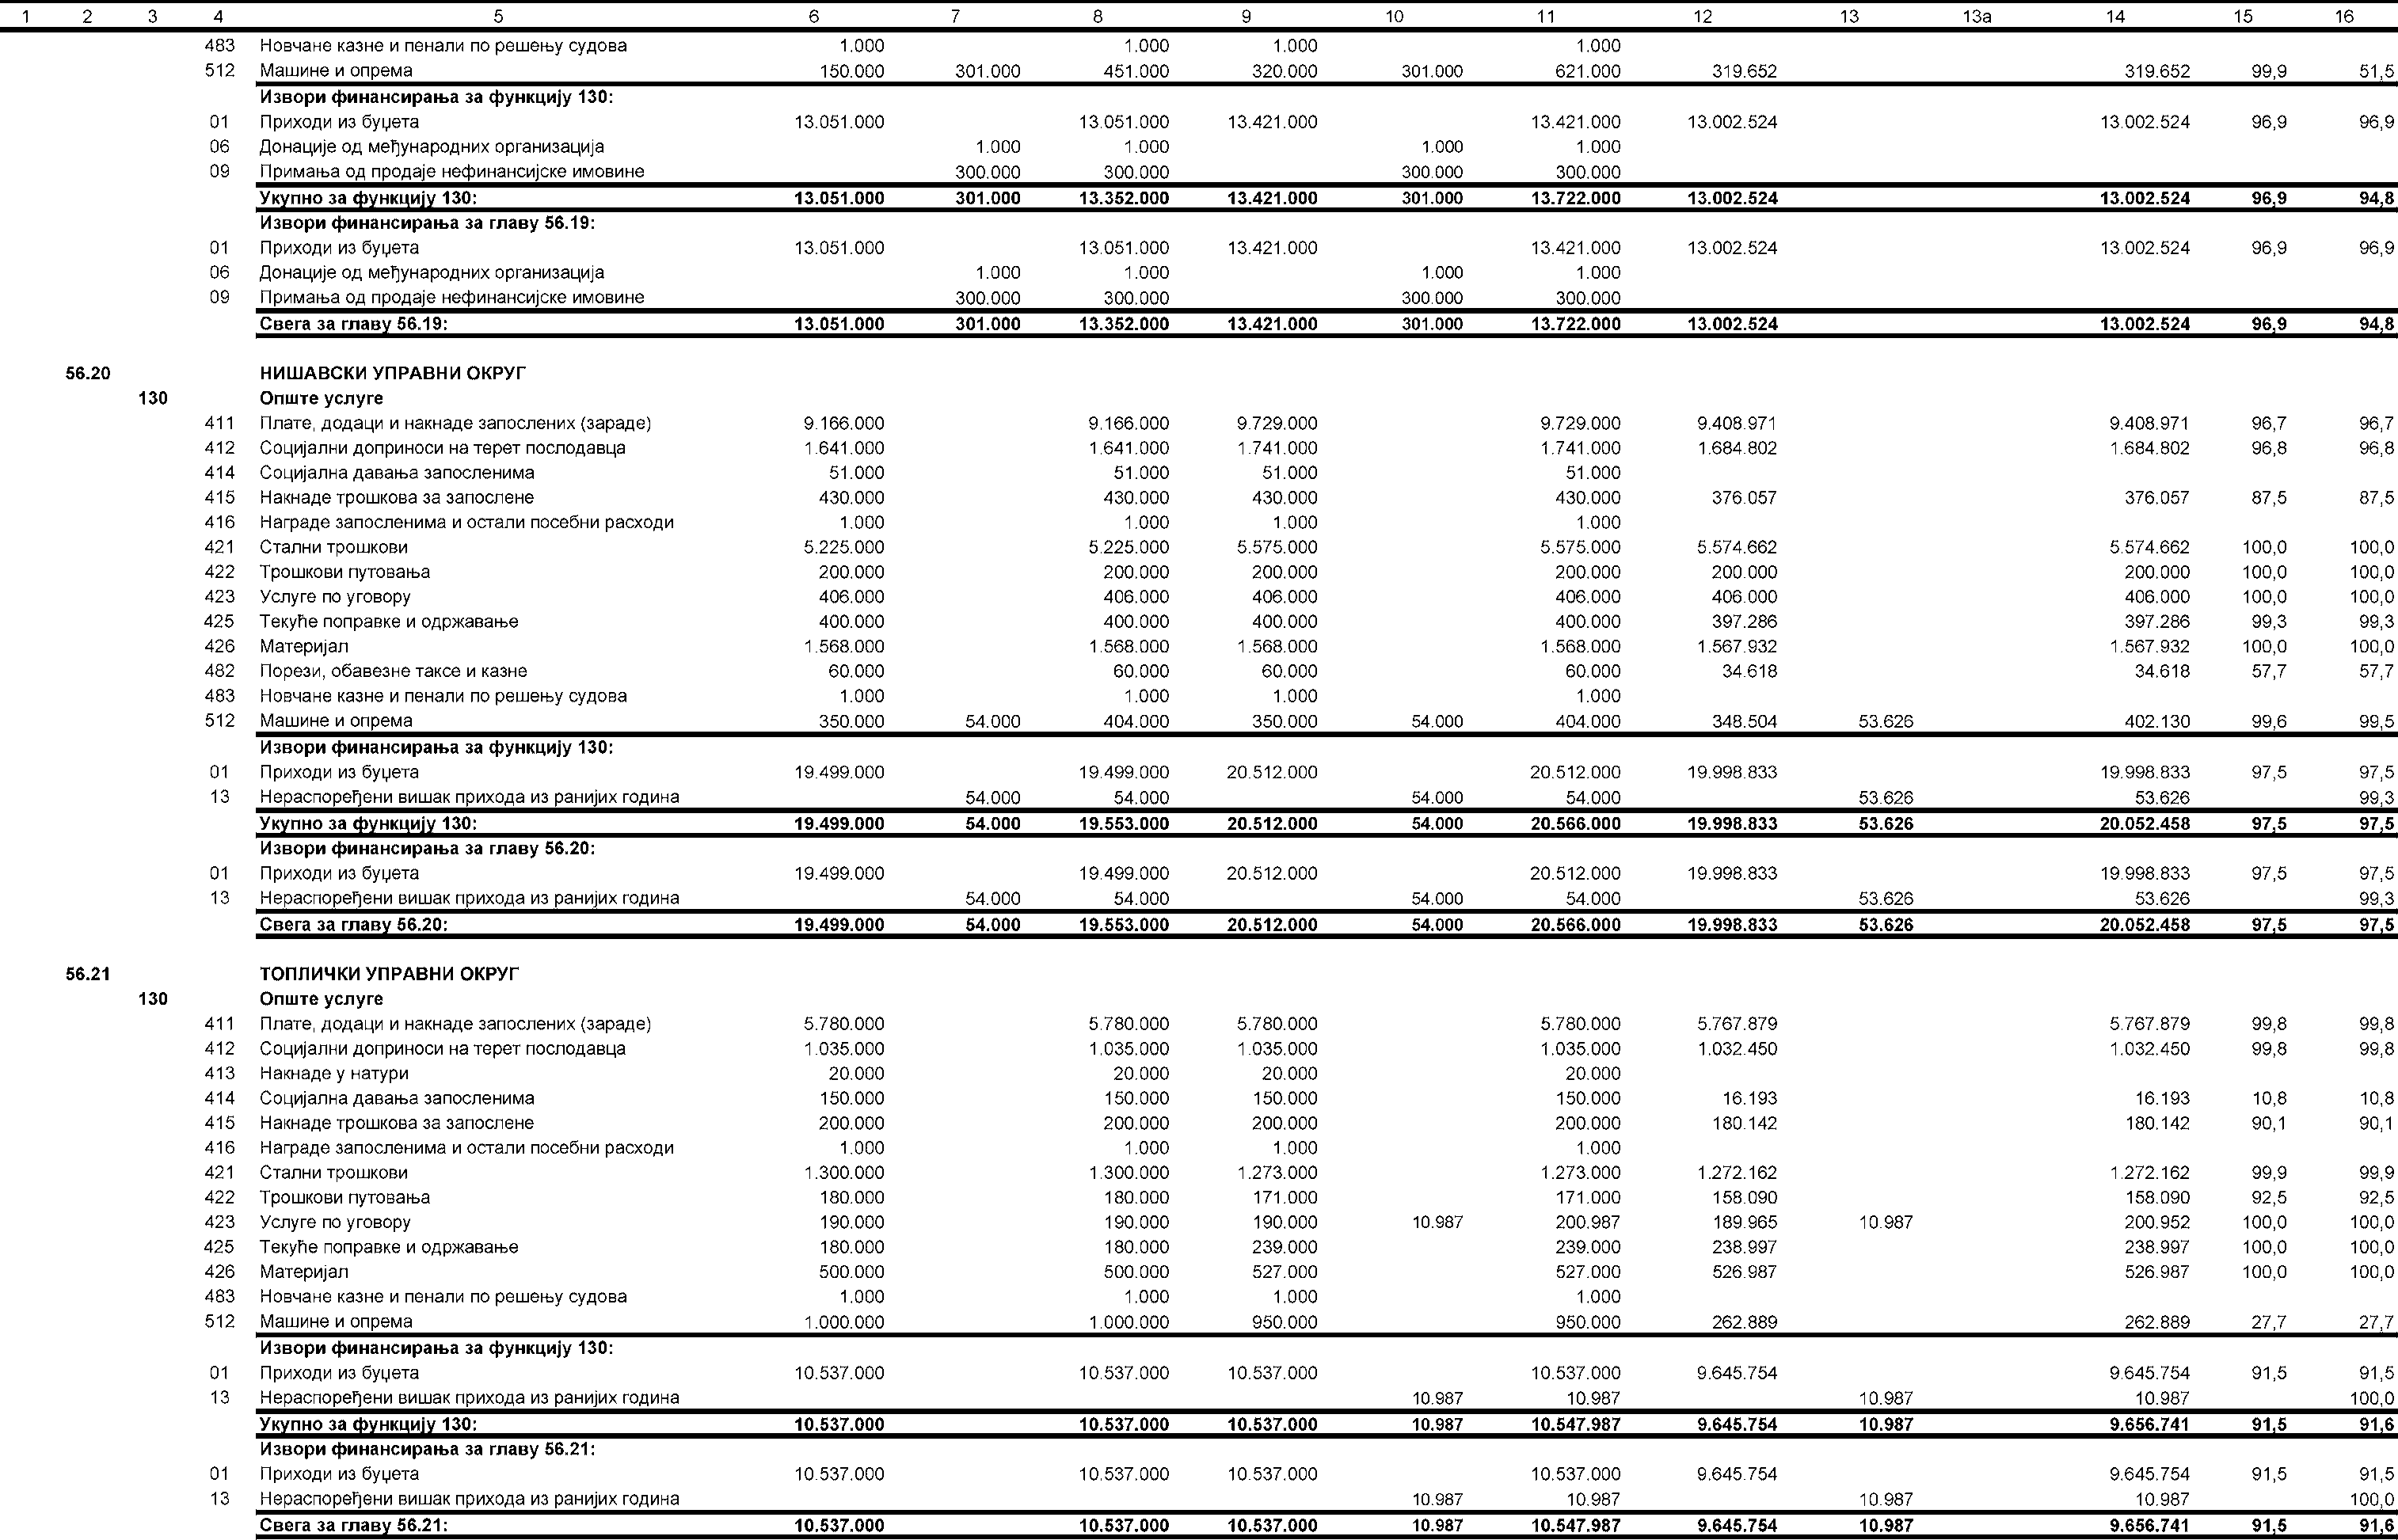 1 2 3 4 5 6 7 8 9 10 11 12 13 13a 14 15 16
483 Новчане казне и пенали по решењу судова 1.000 1.000 1.000 1.000
512 Машине и опрема 150.000 301.000 451.000 320.000 301.000 621.000 319.652 319.652 99,9 51,5
Извори финансирања за функцију 130:
01 Приходи из буџета 13.051.000 13.051.000 13.421.000 13.421.000 13.002.524 13.002.524 96,9 96,9
06 Донације од међународних организација 1.000 1.000 1.000 1.000
09 Примања од продаје нефинансијске имовине 300.000 300.000 300.000 300.000
Укупно за функцију 130: 13.051.000 301.000 13.352.000 13.421.000 301.000 13.722.000 13.002.524 13.002.524 96,9 94,8
Извори финансирања за главу 56.19:
01 Приходи из буџета 13.051.000 13.051.000 13.421.000 13.421.000 13.002.524 13.002.524 96,9 96,9
06 Донације од међународних организација 1.000 1.000 1.000 1.000
09 Примања од продаје нефинансијске имовине 300.000 300.000 300.000 300.000
Свега за главу 56.19: 13.051.000 301.000 13.352.000 13.421.000 301.000 13.722.000 13.002.524 13.002.524 96,9 94,8
56.20 НИШАВСКИ УПРАВНИ ОКРУГ
130 Опште услуге
411 Плате, додаци и накнаде запослених (зараде) 9.166.000 9.166.000 9.729.000 9.729.000 9.408.971 9.408.971 96,7 96,7
412 Социјални доприноси на терет послодавца 1.641.000 1.641.000 1.741.000 1.741.000 1.684.802 1.684.802 96,8 96,8
414 Социјална давања запосленима 51.000 51.000 51.000 51.000
415 Накнаде трошкова за запослене 430.000 430.000 430.000 430.000 376.057 376.057 87,5 87,5
416 Награде запосленима и остали посебни расходи 1.000 1.000 1.000 1.000
421 Стални трошкови 5.225.000 5.225.000 5.575.000 5.575.000 5.574.662 5.574.662 100,0 100,0
422 Трошкови путовања 200.000 200.000 200.000 200.000 200.000 200.000 100,0 100,0
423 Услуге по уговору 406.000 406.000 406.000 406.000 406.000 406.000 100,0 100,0
425 Текуће поправке и одржавање 400.000 400.000 400.000 400.000 397.286 397.286 99,3 99,3
426 Материјал 1.568.000 1.568.000 1.568.000 1.568.000 1.567.932 1.567.932 100,0 100,0
482 Порези, обавезне таксе и казне 60.000 60.000 60.000 60.000 34.618 34.618 57,7 57,7
483 Новчане казне и пенали по решењу судова 1.000 1.000 1.000 1.000
512 Машине и опрема 350.000 54.000 404.000 350.000 54.000 404.000 348.504 53.626 402.130 99,6 99,5
Извори финансирања за функцију 130:
01 Приходи из буџета 19.499.000 19.499.000 20.512.000 20.512.000 19.998.833 19.998.833 97,5 97,5
13 Нераспоређени вишак прихода из ранијих година 54.000 54.000 54.000 54.000 53.626 53.626 99,3
Укупно за функцију 130: 19.499.000 54.000 19.553.000 20.512.000 54.000 20.566.000 19.998.833 53.626 20.052.458 97,5 97,5
Извори финансирања за главу 56.20:
01 Приходи из буџета 19.499.000 19.499.000 20.512.000 20.512.000 19.998.833 19.998.833 97,5 97,5
13 Нераспоређени вишак прихода из ранијих година 54.000 54.000 54.000 54.000 53.626 53.626 99,3
Свега за главу 56.20: 19.499.000 54.000 19.553.000 20.512.000 54.000 20.566.000 19.998.833 53.626 20.052.458 97,5 97,5
56.21 ТОПЛИЧКИ УПРАВНИ ОКРУГ
130 Опште услуге
411 Плате, додаци и накнаде запослених (зараде) 5.780.000 5.780.000 5.780.000 5.780.000 5.767.879 5.767.879 99,8 99,8
412 Социјални доприноси на терет послодавца 1.035.000 1.035.000 1.035.000 1.035.000 1.032.450 1.032.450 99,8 99,8
413 Накнаде у натури 20.000 20.000 20.000 20.000
414 Социјална давања запосленима 150.000 150.000 150.000 150.000 16.193 16.193 10,8 10,8
415 Накнаде трошкова за запослене 200.000 200.000 200.000 200.000 180.142 180.142 90,1 90,1
416 Награде запосленима и остали посебни расходи 1.000 1.000 1.000 1.000
421 Стални трошкови 1.300.000 1.300.000 1.273.000 1.273.000 1.272.162 1.272.162 99,9 99,9
422 Трошкови путовања 180.000 180.000 171.000 171.000 158.090 158.090 92,5 92,5
423 Услуге по уговору 190.000 190.000 190.000 10.987 200.987 189.965 10.987 200.952 100,0 100,0
425 Текуће поправке и одржавање 180.000 180.000 239.000 239.000 238.997 238.997 100,0 100,0
426 Материјал 500.000 500.000 527.000 527.000 526.987 526.987 100,0 100,0
483 Новчане казне и пенали по решењу судова 1.000 1.000 1.000 1.000
512 Машине и опрема 1.000.000 1.000.000 950.000 950.000 262.889 262.889 27,7 27,7
Извори финансирања за функцију 130:
01 Приходи из буџета 10.537.000 10.537.000 10.537.000 10.537.000 9.645.754 9.645.754 91,5 91,5
13 Нераспоређени вишак прихода из ранијих година 10.987 10.987 10.987 10.987 100,0
Укупно за функцију 130: 10.537.000 10.537.000 10.537.000 10.987 10.547.987 9.645.754 10.987 9.656.741 91,5 91,6
Извори финансирања за главу 56.21:
01 Приходи из буџета 10.537.000 10.537.000 10.537.000 10.537.000 9.645.754 9.645.754 91,5 91,5
13 Нераспоређени вишак прихода из ранијих година 10.987 10.987 10.987 10.987 100,0
Свега за главу 56.21: 10.537.000 10.537.000 10.537.000 10.987 10.547.987 9.645.754 10.987 9.656.741 91,5 91,6